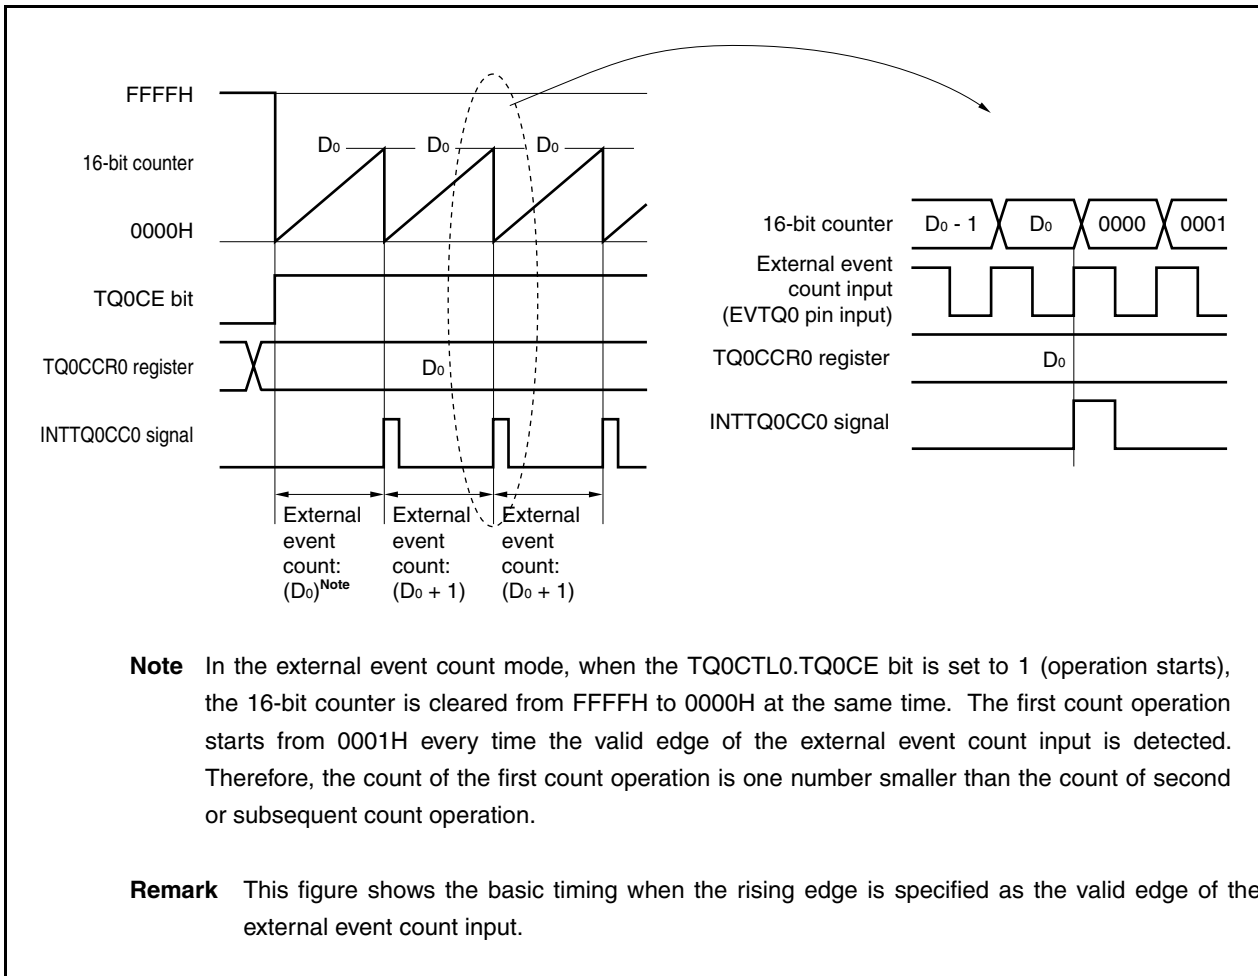 FFFFH
16-bit counter
0000H
D0
D0
D0
TQ0CE bit
TQ0CCR0 register
D0
INTTQ0CC0 signal
External
event
count:
(D0)Note
External
event
count:
(D0 + 1)
External
event
count:
(D0 + 1)
16-bit counter
D0 - 1
D0
0000
0001
External event
count input
(EVTQ0 pin input)
TQ0CCR0 register
D0
INTTQ0CC0 signal
Note In the external event count mode, when the TQ0CTL0.TQ0CE bit is set to 1 (operation starts),
the 16-bit counter is cleared from FFFFH to 0000H at the same time. The first count operation
starts from 0001H every time the valid edge of the external event count input is detected.
Therefore, the count of the first count operation is one number smaller than the count of second
or subsequent count operation.
Remark This figure shows the basic timing when the rising edge is specified as the valid edge of the
external event count input.